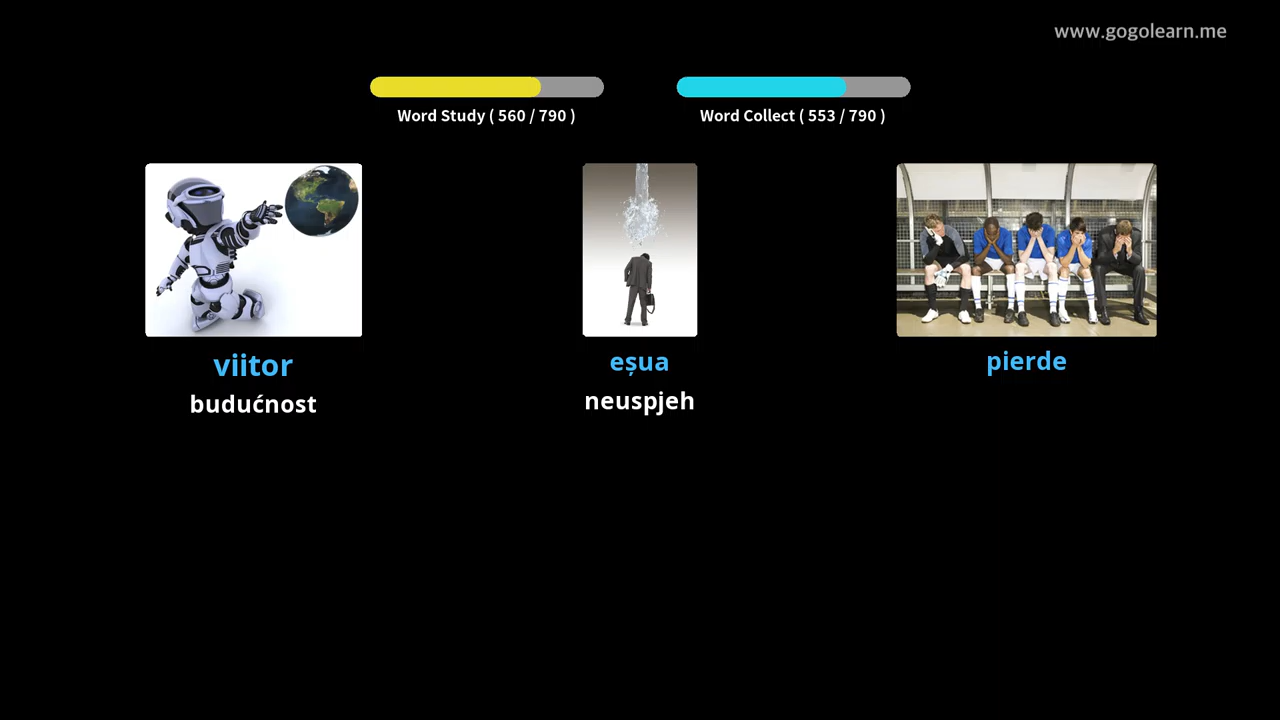 www.gogolearn.me
Word Study ( 560 / 790 )
Word Collect ( 553 / 790 )
viitor
eșua
pierde
budućnost
neuspjeh